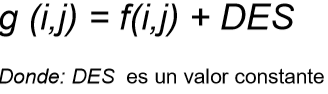 g (i,j) = f(i,j) + DES
Donde: DES es un valor constante